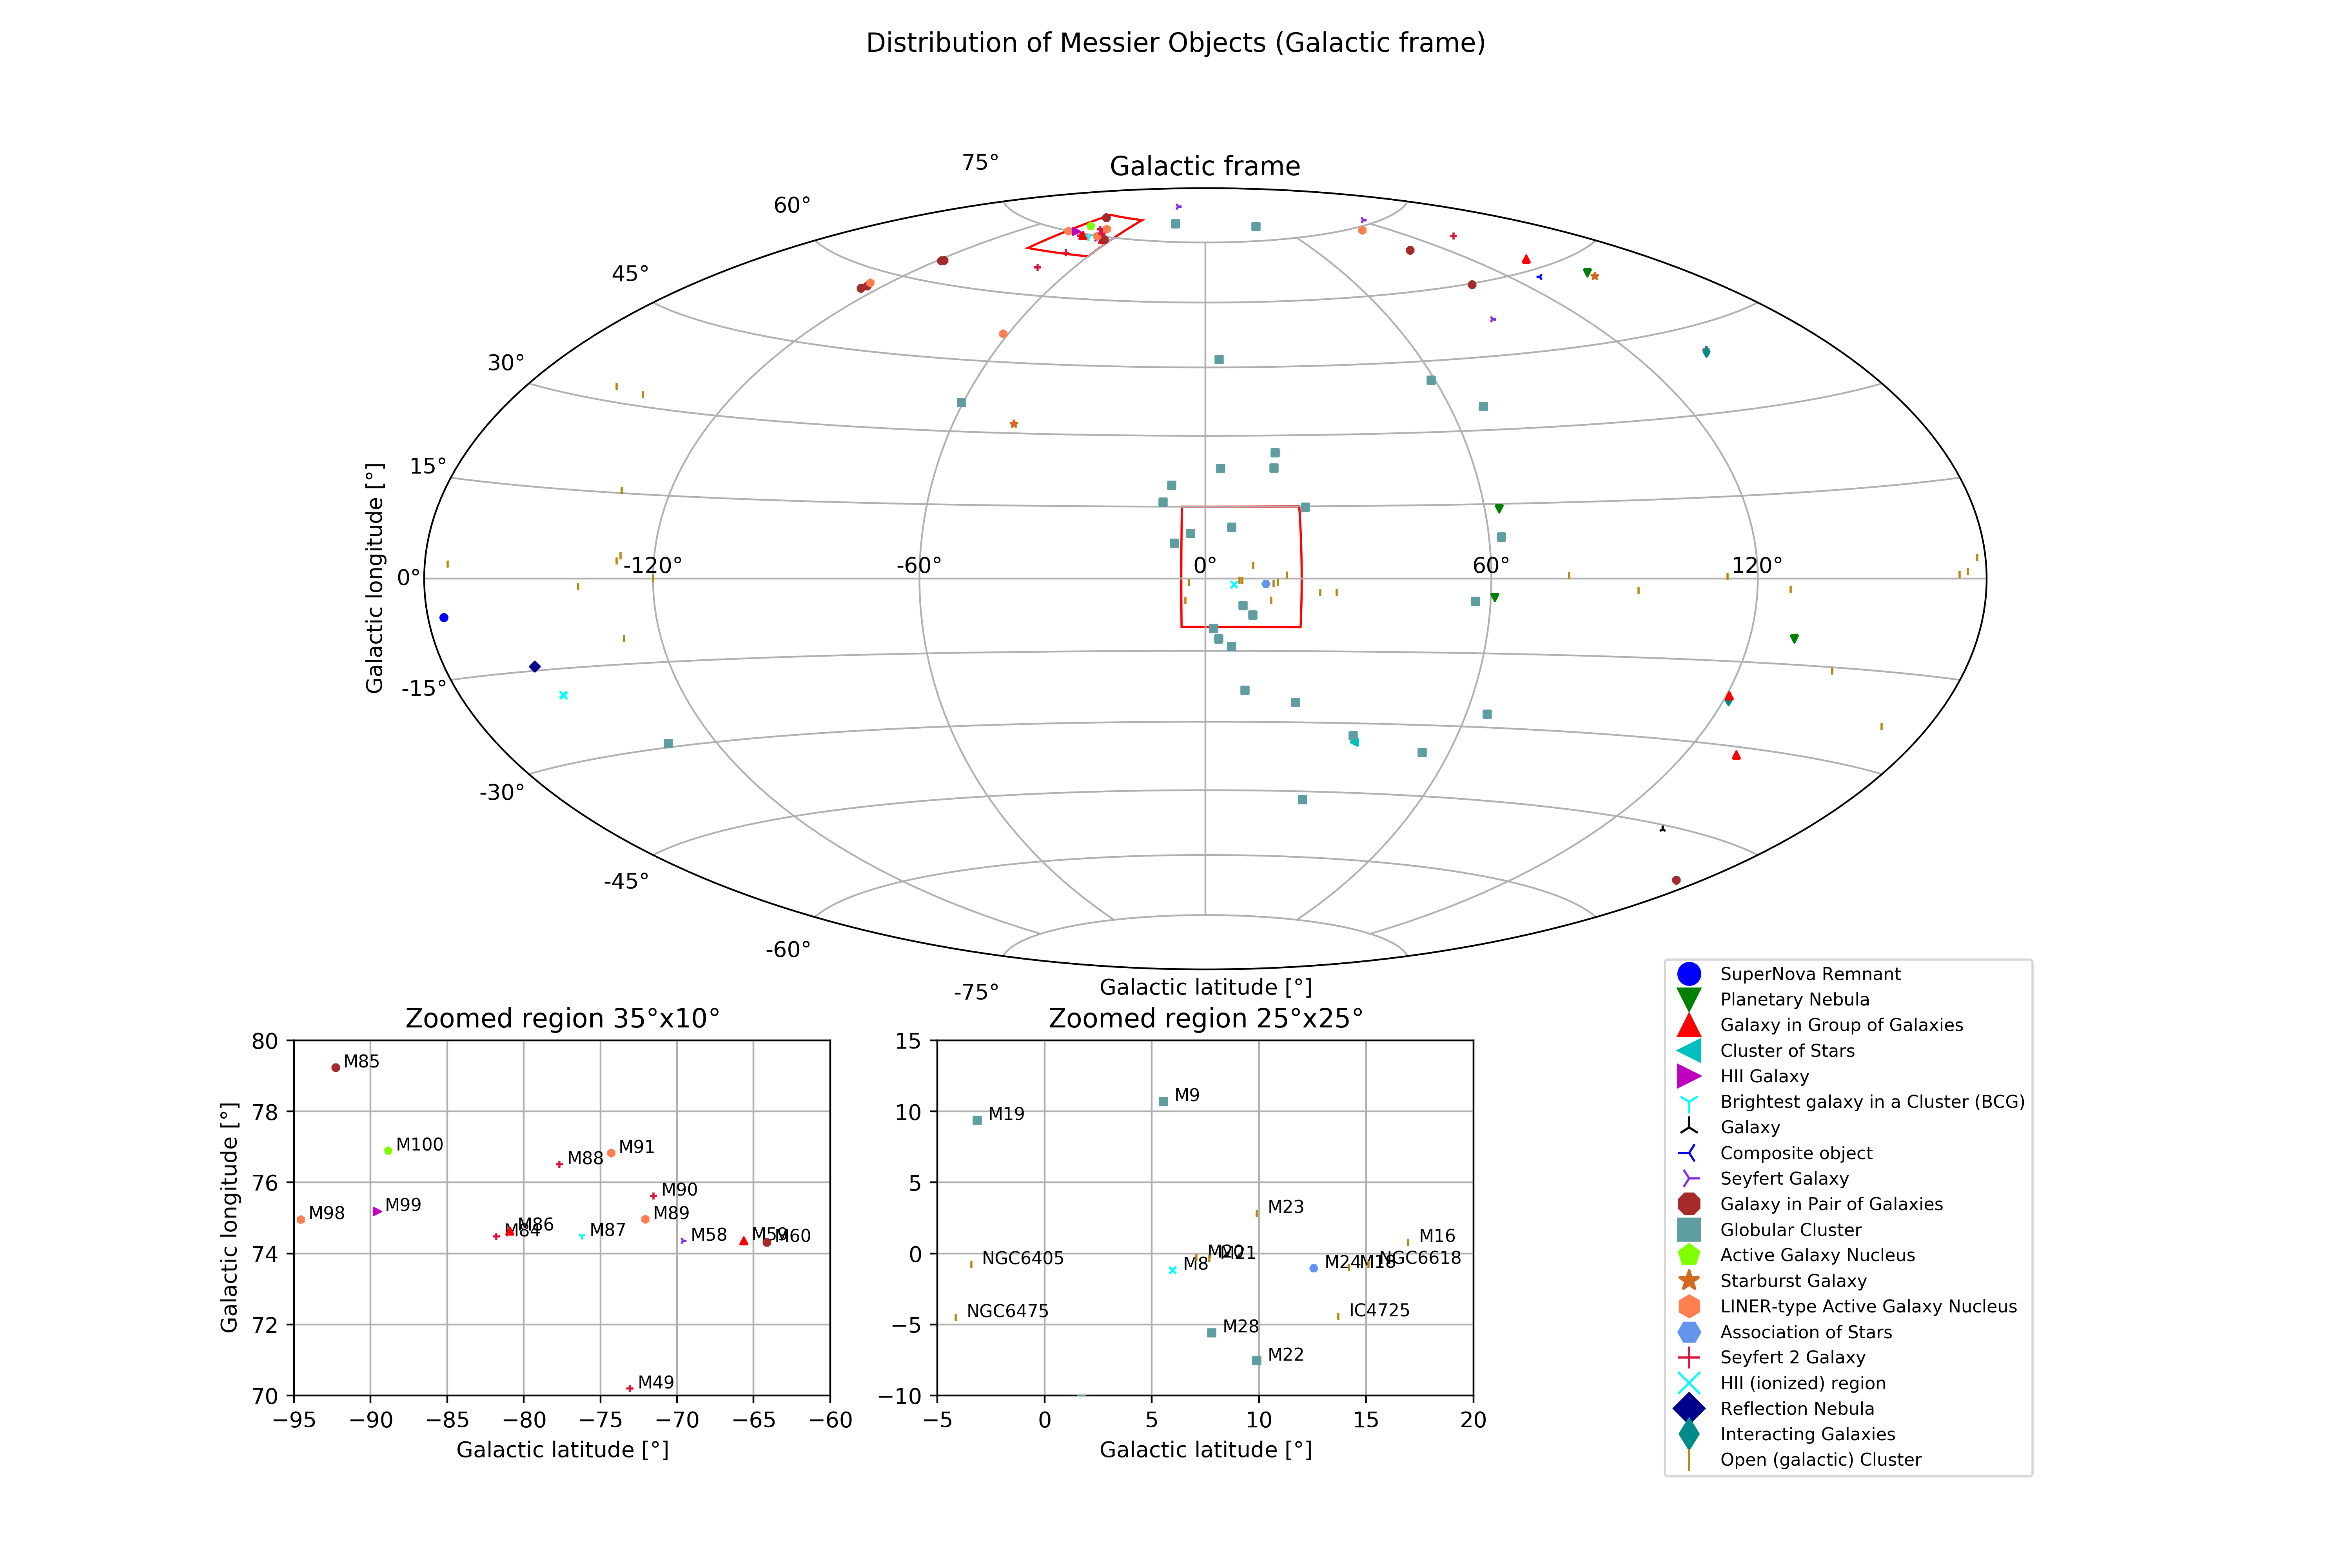 Distribution of Messier Objects (Galactic frame)
Galactic frame
75°
60°
45°
30°
15°
0°
-15°
-30°
-45°
-60°
-75°
-120°
-60°
0°
60°
120°
Galactic longitude [°]
Galactic latitude [°]
Zoomed region 35°x10°
80
78
76
74
72
70
−95
−90
−85
−80
−75
−70
−65
−60
Galactic longitude [°]
Galactic latitude [°]
M85
M100
M91
M88
M90
M99
M98
M89
M86
M84
M87
M58
M59
M60
M49
Zoomed region 25°x25°
15
10
5
0
−5
−10
−5
0
5
10
15
20
Galactic latitude [°]
M9
M19
M23
M16
M20
M21
NGC6405
M8
M24
M18
NGC6618
NGC6475
IC4725
M28
M22
SuperNova Remnant
Planetary Nebula
Galaxy in Group of Galaxies
Cluster of Stars
HII Galaxy
Brightest galaxy in a Cluster (BCG)
Galaxy
Composite object
Seyfert Galaxy
Galaxy in Pair of Galaxies
Globular Cluster
Active Galaxy Nucleus
Starburst Galaxy
LINER-type Active Galaxy Nucleus
Association of Stars
Seyfert 2 Galaxy
HII (ionized) region
Reflection Nebula
Interacting Galaxies
Open (galactic) Cluster